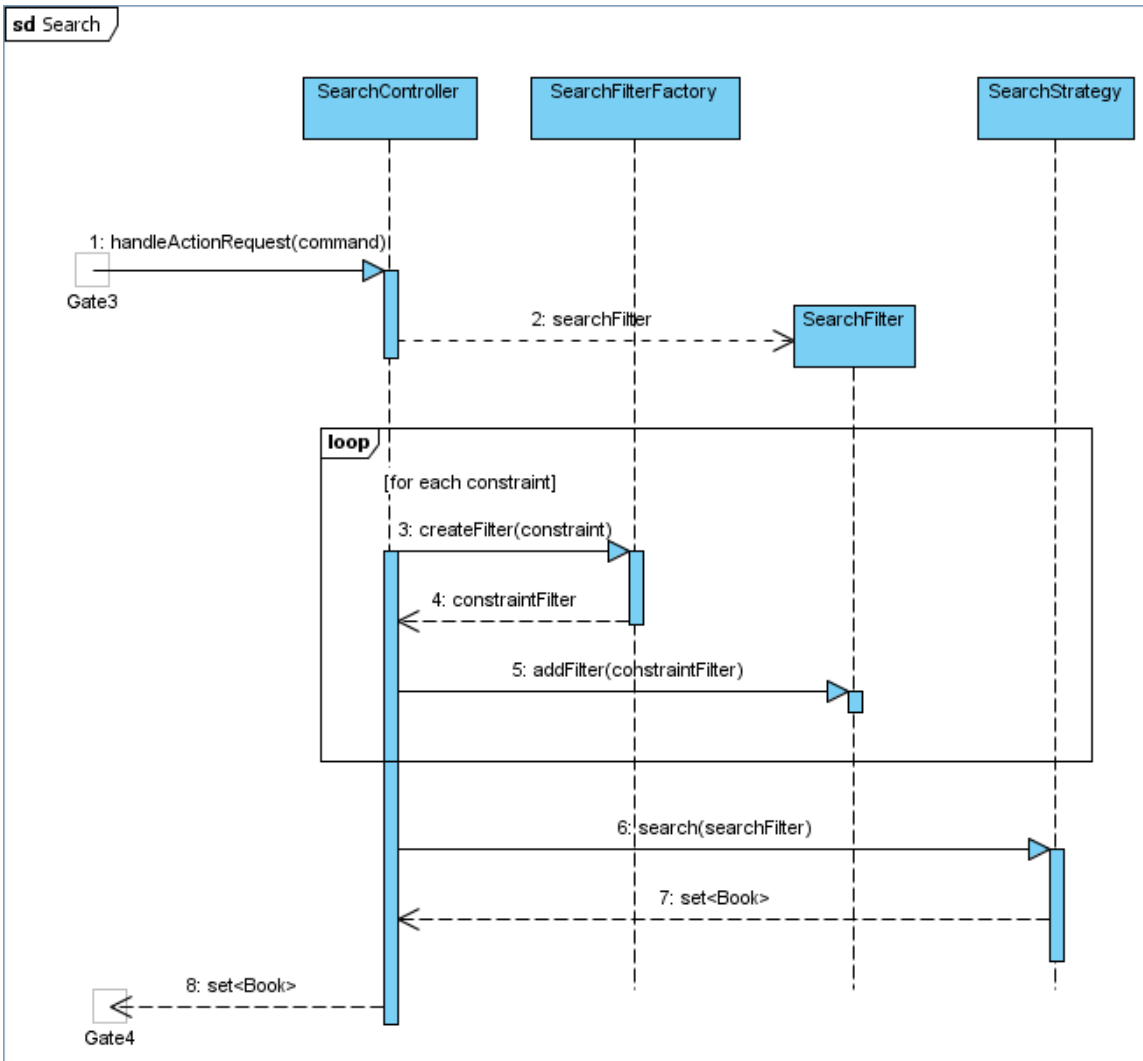 sd Search
SearchController
SearchFilterFactory
SearchStrategy
1: handleActionRequest(command)
Gate3
2: searchFilter
SearchFilter
loop
[for each constraint]
3: createFilter(constraint)
4: constraintFilter
5: addFilter(constraintFilter)
6: search(searchFilter)
7: set<Book>
8: set<Book>
Gate4